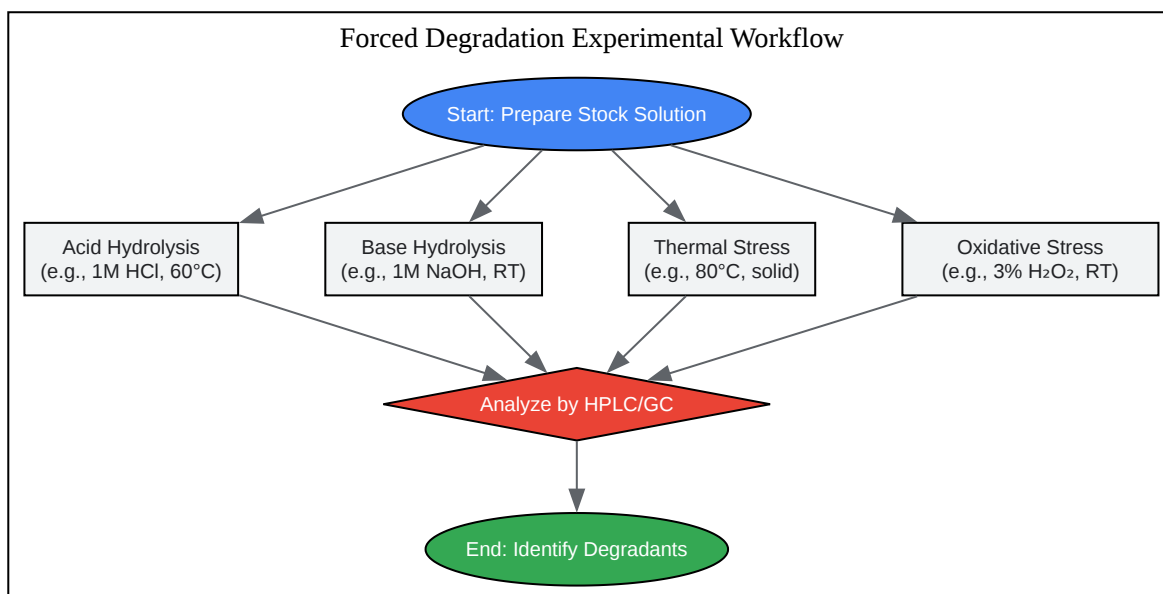 Forced Degradation Experimental Workflow
Start: Prepare Stock Solution
Acid Hydrolysis
(e.g., 1M HCl, 60°C)
Base Hydrolysis
(e.g., 1M NaOH, RT)
Thermal Stress
(e.g., 80°C, solid)
Oxidative Stress
(e.g., 3% H₂O₂, RT)
Analyze by HPLC/GC
End: Identify Degradants